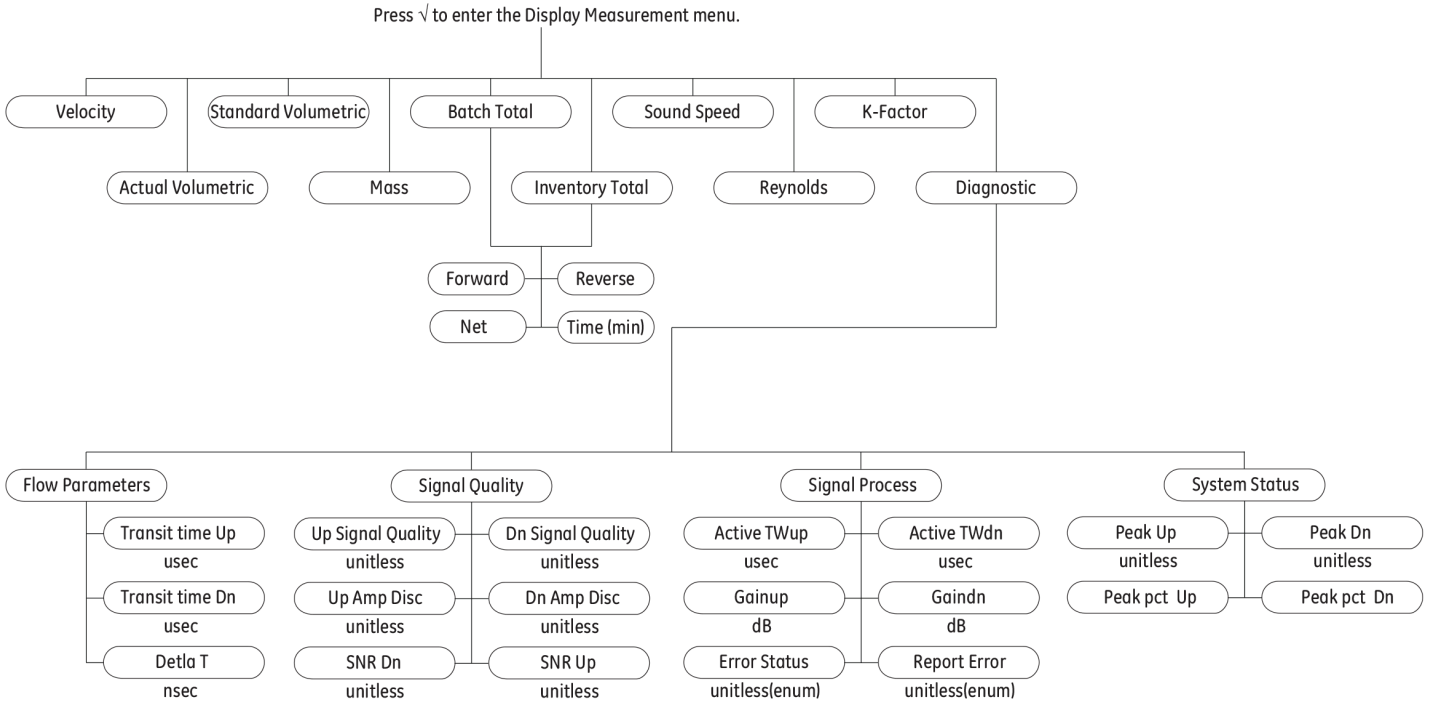 Press √ to enter the Display Measurement menu.
Velocity
Standard Volumetric
Batch Total
Sound Speed
K-Factor
Actual Volumetric
Mass
Inventory Total
Reynolds
Diagnostic
Forward
Reverse
Net
Time (min)
Flow Parameters
Signal Quality
Signal Process
System Status
Transit time Up
usec
Transit time Dn
usec
Detla T
nsec
Up Signal Quality
unitless
Dn Signal Quality
unitless
Up Amp Disc
unitless
Dn Amp Disc
unitless
SNR Dn
unitless
SNR Up
unitless
Active TWup
usec
Active TWdn
usec
Gainup
dB
Gaindn
dB
Error Status
unitless(enum)
Report Error
unitless(enum)
Peak Up
unitless
Peak Dn
unitless
Peak pct Up
Peak pct Dn